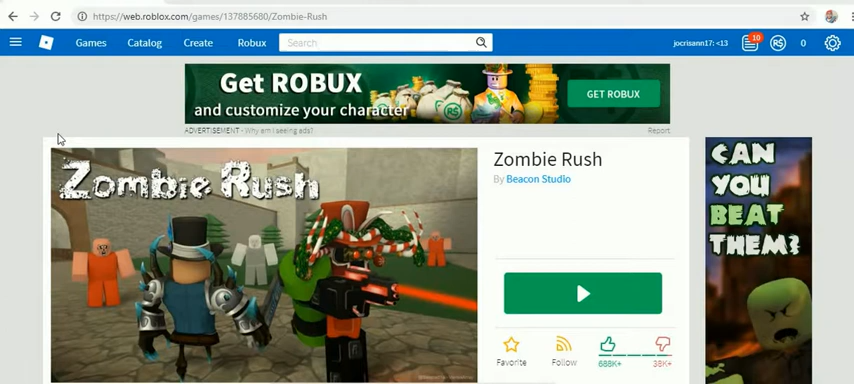 https://web.roblox.com/games/137885680/Zombie-Rush
Games
Catalog
Create
Robux
Search
jocrisann17: <13
10
0
Get ROBUX
and customize your character
GET ROBUX
ADVERTISEMENT - Why am I seeing ads?
Report
Zombie Rush
Zombie Rush
By Beacon Studio
CAN
YOU
BEAT
THEM?
Favorite
Follow
688K+
38K+